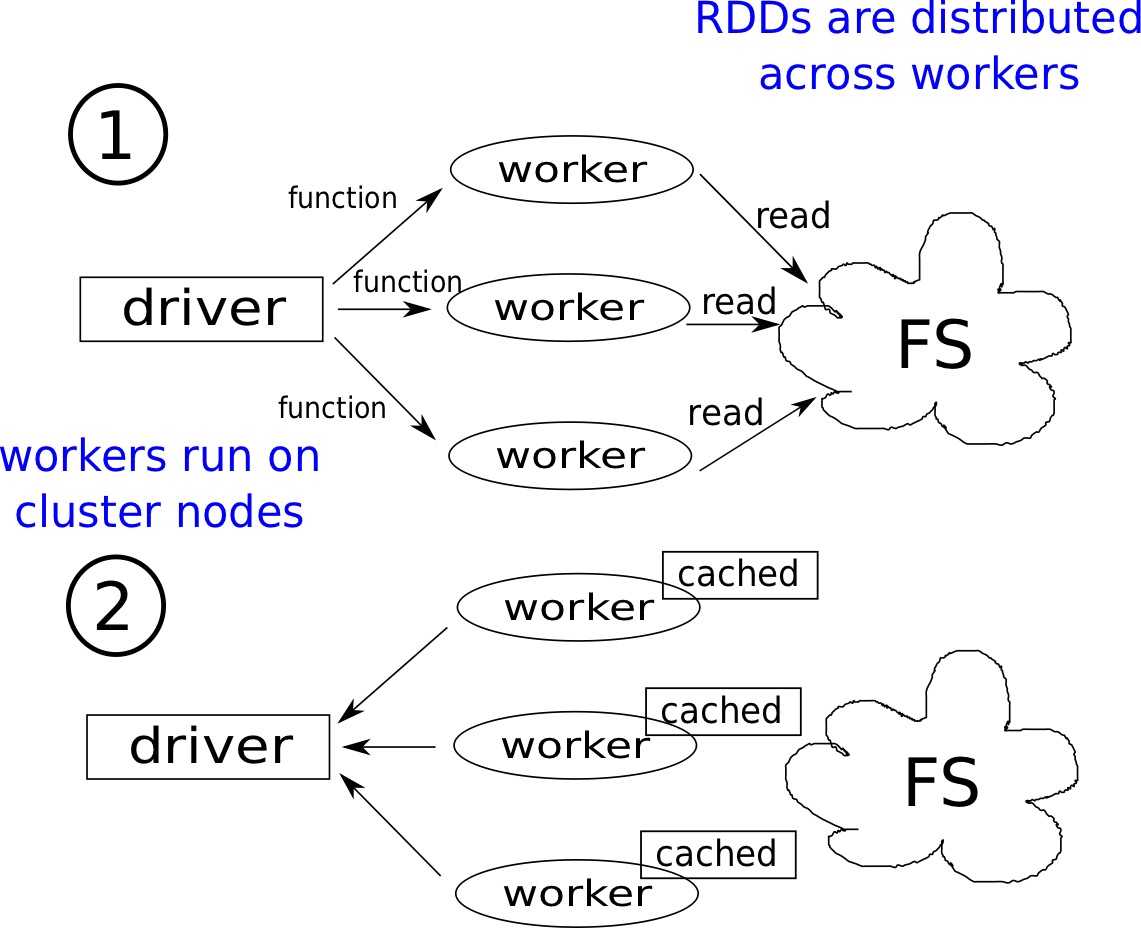 RDDs are distributed
across workers
1
worker
function
read
function
driver
worker
read
FS
function
read
worker
workers run on
cluster nodes
2
cached
worker
cached
driver
worker
FS
cached
worker